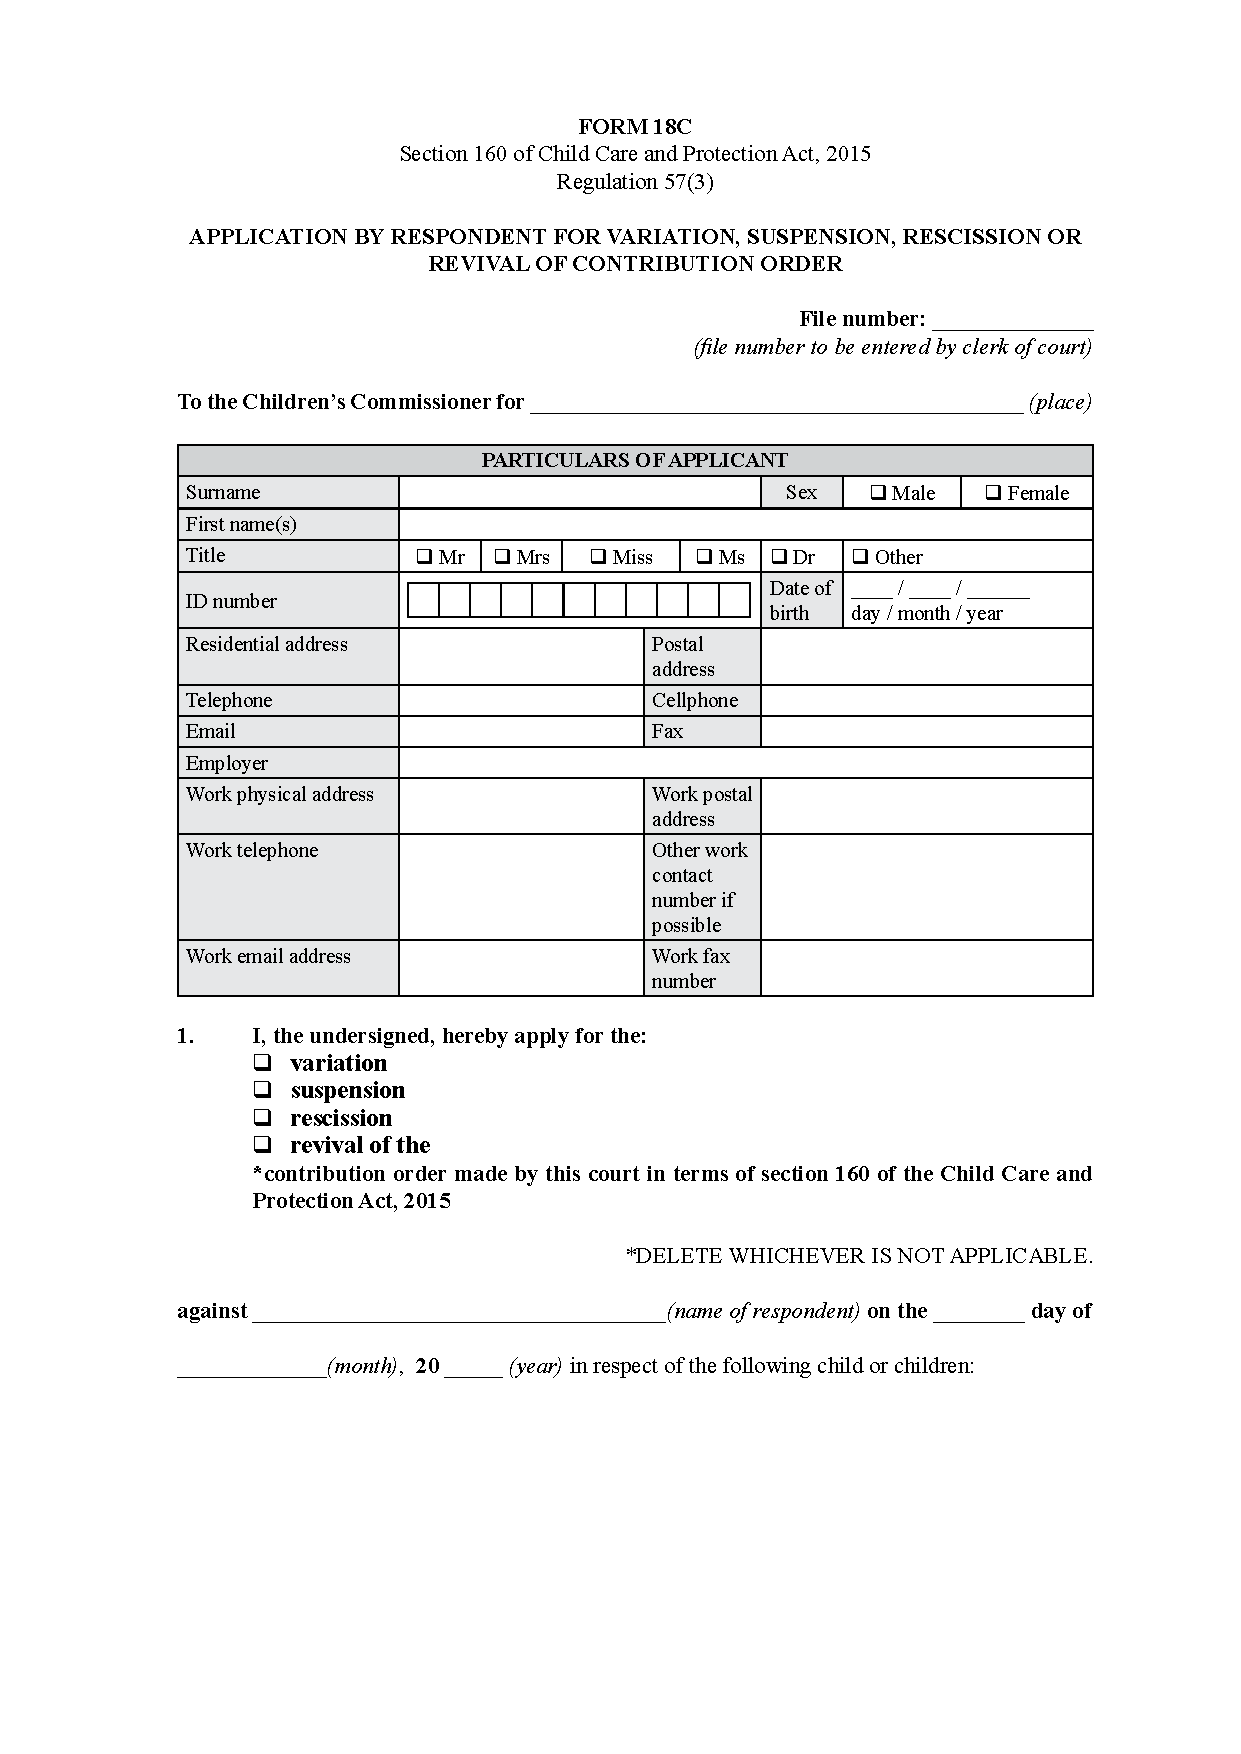 FORM 18C
Section 160 of Child Care and Protection Act, 2015
Regulation 57(3)
APPLICATION BY RESPONDENT FOR VARIATION, SUSPENSION, RESCISSION OR
REVIVAL OF CONTRIBUTION ORDER
File number: ______________
(file number to be entered by clerk of court)
To the Children’s Commissioner for ___________________________________________ (place)
PARTICULARS OF APPLICANT
Surname Sex ❑ Male ❑ Female
First name(s)
Title ❑ Mr ❑ Mrs ❑ Miss ❑ Ms ❑ Dr ❑ Other
ID number Date of birth ____ / ____ / ______
day / month / year
Residential address Postal
address
Telephone Cellphone
Email Fax
Employer
Work physical address Work postal
address
Work telephone Other work
contact
number if
possible
Work email address Work fax
number
1. I, the undersigned, hereby apply for the:
❑ variation
❑ suspension
❑ rescission
❑ revival of the
*contribution order made by this court in terms of section 160 of the Child Care and
Protection Act, 2015
*DELETE WHICHEVER IS NOT APPLICABLE.
against ____________________________________(name of respondent) on the ________ day of
_____________(month), 20 _____ (year) in respect of the following child or children: